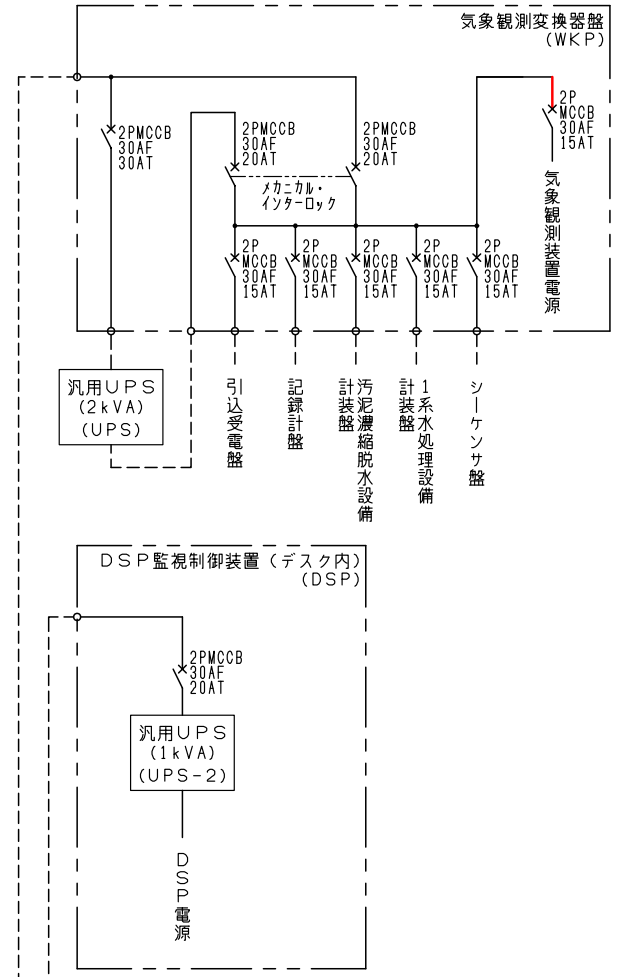 気象観測変換器盤
(WKP)
2PMCCB
30AF
30AT
2PMCCB
30AF
20AT
2PMCCB
30AF
20AT
メカニカル・
インターロック
2P
MCCB
30AF
15AT
気象観測装置電源
2P
MCCB
30AF
15AT
2P
MCCB
30AF
15AT
2P
MCCB
30AF
15AT
2P
MCCB
30AF
15AT
2P
MCCB
30AF
15AT
汎用UPS
(2kVA)
(UPS)
引込受電盤
記録計盤
汚泥濃縮脱水設備
計装盤
1系水処理設備
計装盤
シーケンサ盤
DSP監視制御装置(デスク内)
(DSP)
2PMCCB
30AF
20AT
汎用UPS
(1kVA)
(UPS-2)
DSP電源